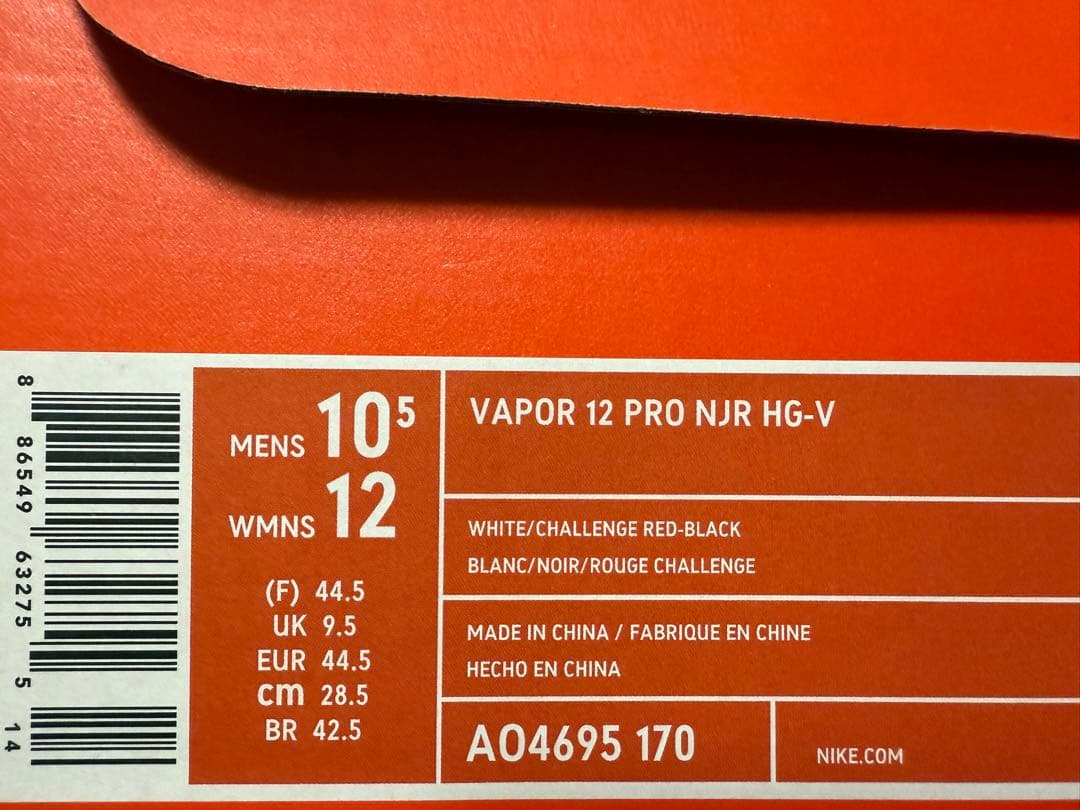 8 86549 63275 5 14
MENS 10⁵
WMNS 12
(F) 44.5
UK 9.5
EUR 44.5
cm 28.5
BR 42.5
VAPOR 12 PRO NJR HG-V
WHITE/CHALLENGE RED-BLACK
BLANC/NOIR/ROUGE CHALLENGE
MADE IN CHINA / FABRIQUE EN CHINE
HECHO EN CHINA
AO4695 170
NIKE.COM